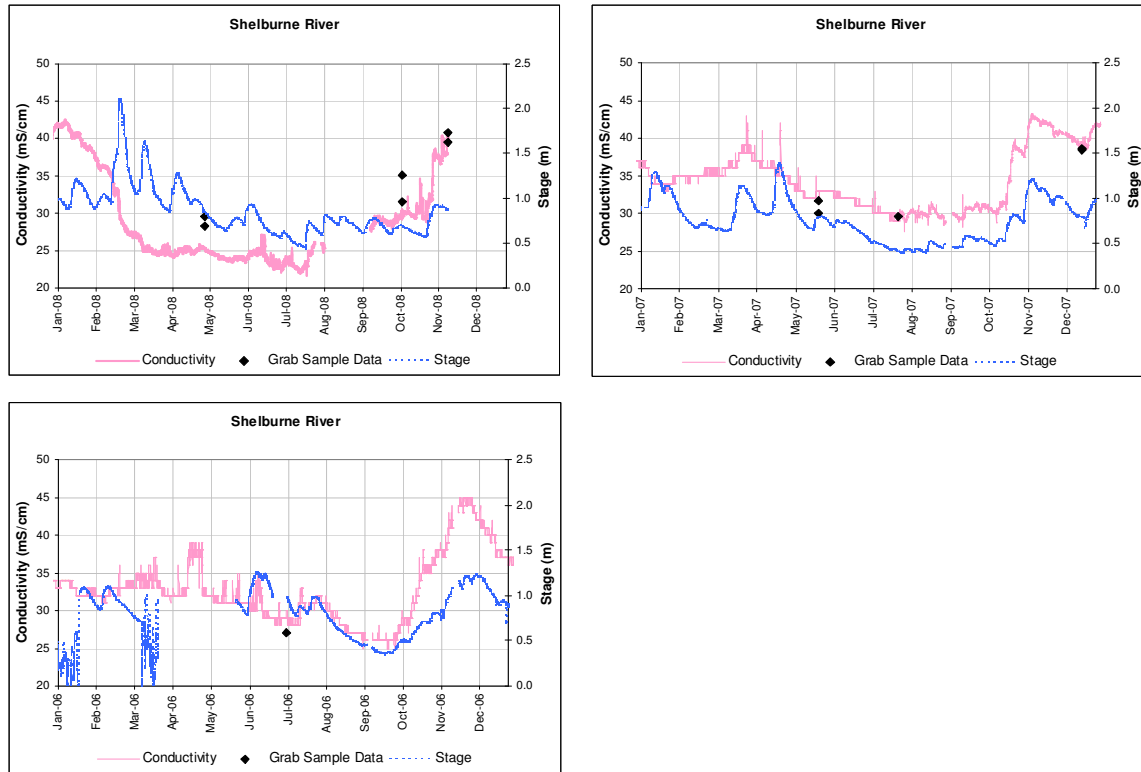 Shelburne River
Conductivity (mS/cm)
50
45
40
35
30
25
20
2.5
2.0
1.5
1.0
0.5
0.0
Stage (m)
Jan-08
Feb-08
Mar-08
Apr-08
May-08
Jun-08
Jul-08
Aug-08
Sep-08
Oct-08
Nov-08
Dec-08
Conductivity
Grab Sample Data
Stage
Shelburne River
Conductivity (mS/cm)
50
45
40
35
30
25
20
2.5
2.0
1.5
1.0
0.5
0.0
Stage (m)
Jan-07
Feb-07
Mar-07
Apr-07
May-07
Jun-07
Jul-07
Aug-07
Sep-07
Oct-07
Nov-07
Dec-07
Conductivity
Grab Sample Data
Stage
Shelburne River
Conductivity (mS/cm)
50
45
40
35
30
25
20
2.5
2.0
1.5
1.0
0.5
0.0
Stage (m)
Jan-06
Feb-06
Mar-06
Apr-06
May-06
Jun-06
Jul-06
Aug-06
Sep-06
Oct-06
Nov-06
Dec-06
Conductivity
Grab Sample Data
Stage